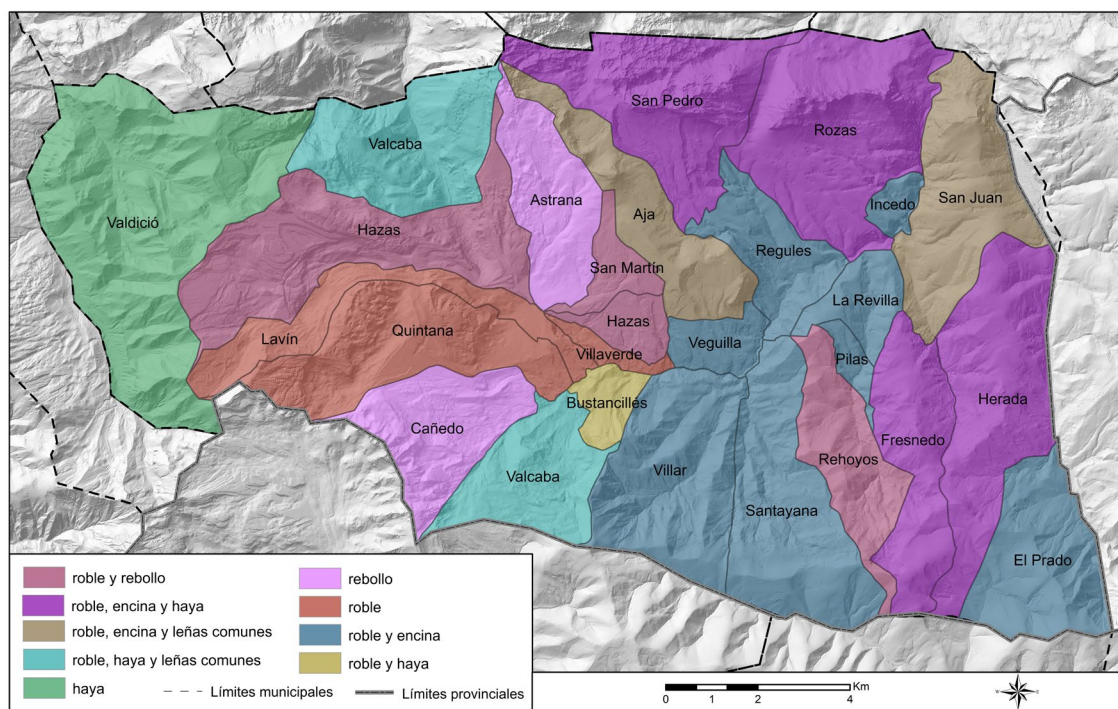 San Pedro
Rozas
Valcaba
Astrana
Incedo
San Juan
Valdició
Aja
Hazas
Regules
San Martín
La Revilla
Hazas
Lavín
Quintana
Veguilla
Villaverde
Pilas
Bustancilles
Herada
Cañedo
Fresnedo
Rehoyos
Valcaba
Villar
Santayana
El Prado
roble y rebollo
rebollo
roble, encina y haya
roble
roble, encina y leñas comunes
roble y encina
roble, haya y leñas comunes
roble y haya
haya
Límites municipales
Límites provinciales
Km
0 1 2 4